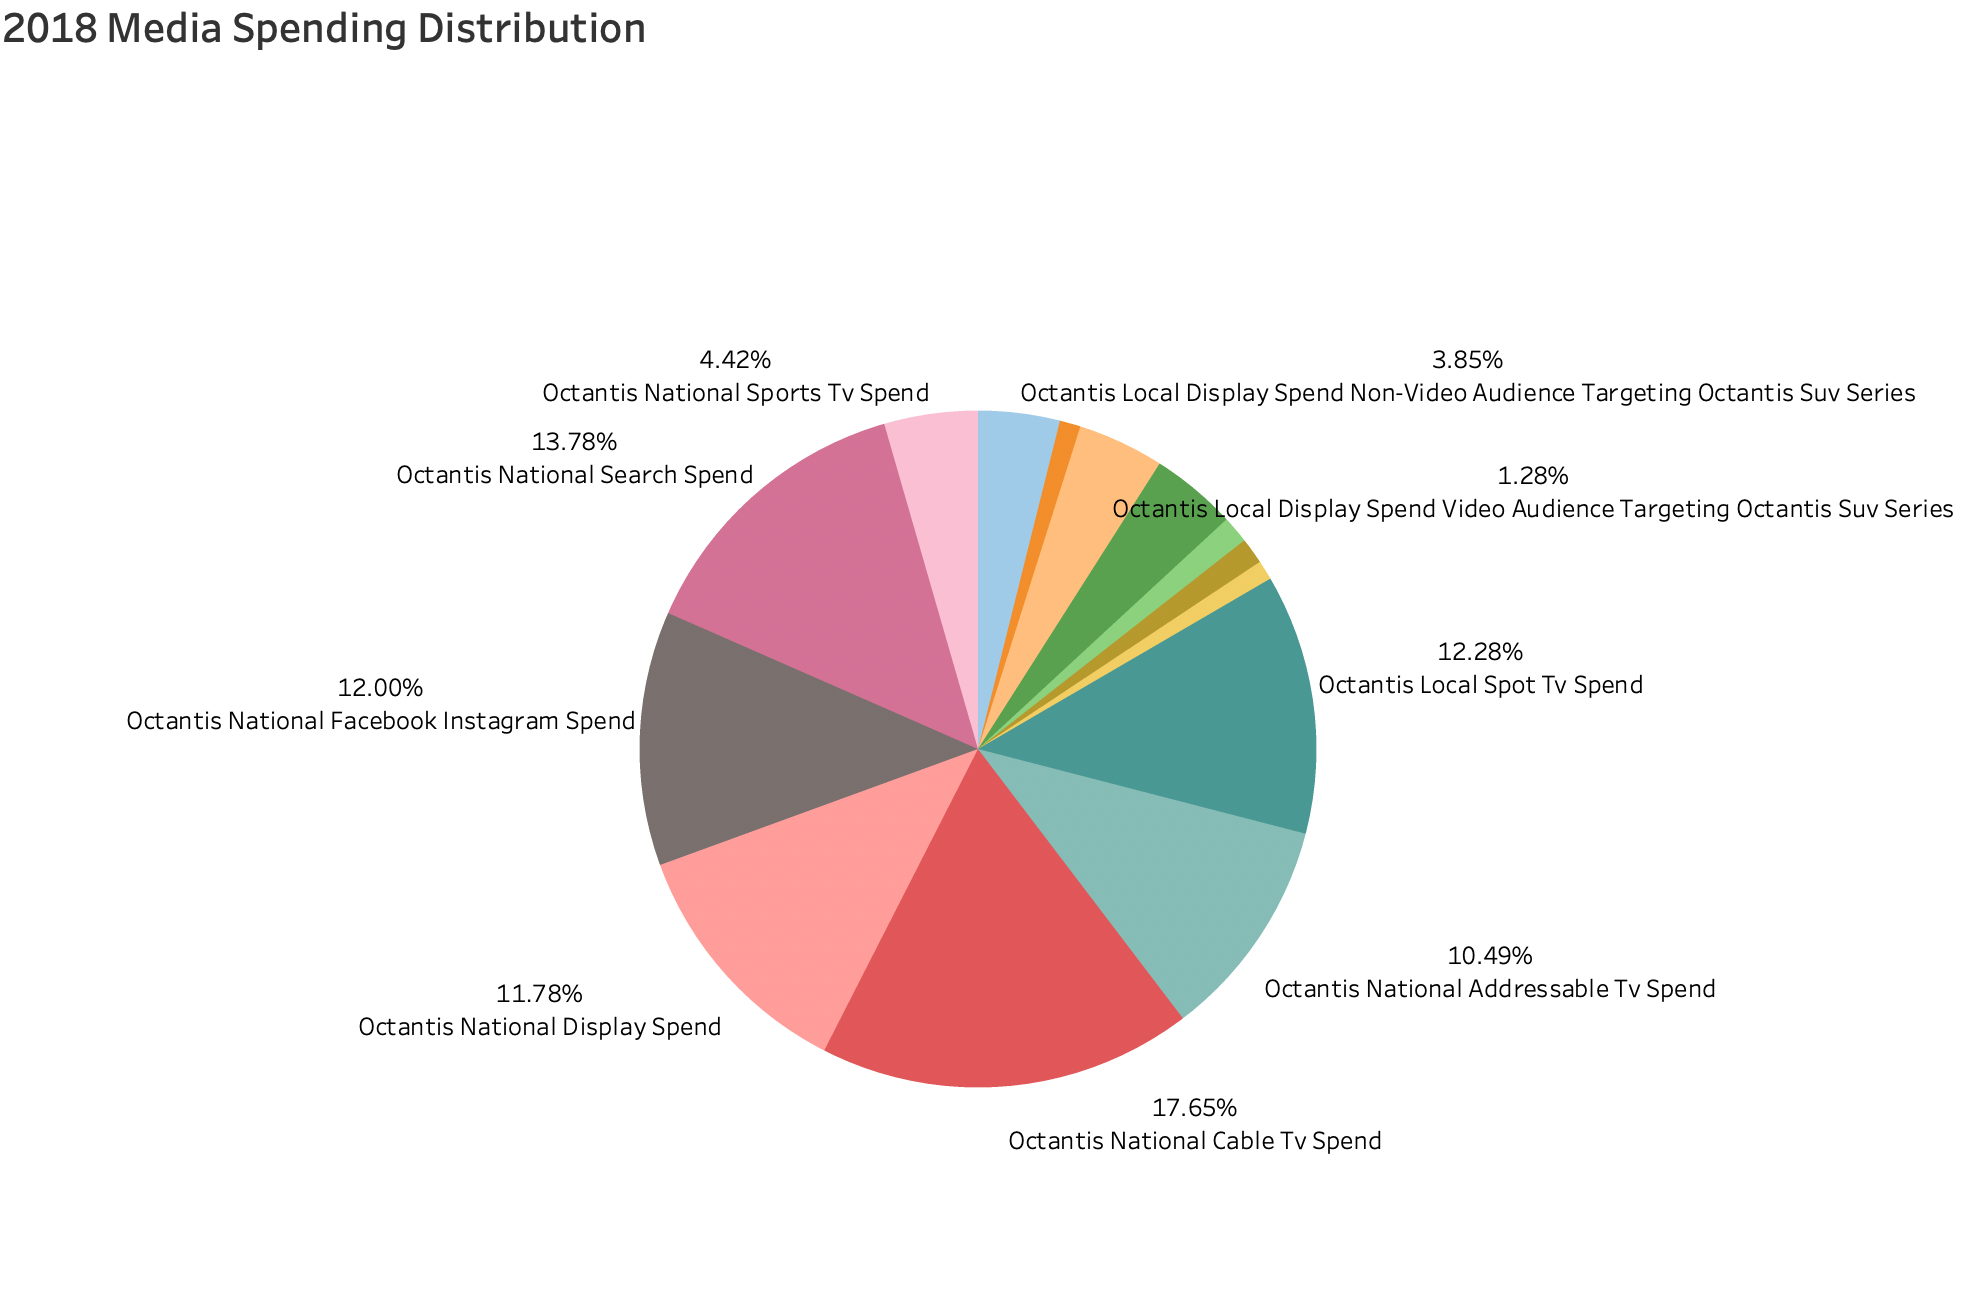 2018 Media Spending Distribution
4.42%
Octantis National Sports Tv Spend
3.85%
Octantis Local Display Spend Non-Video Audience Targeting Octantis Suv Series
13.78%
Octantis National Search Spend
1.28%
Octantis Local Display Spend Video Audience Targeting Octantis Suv Series
12.28%
Octantis Local Spot Tv Spend
12.00%
Octantis National Facebook Instagram Spend
10.49%
Octantis National Addressable Tv Spend
11.78%
Octantis National Display Spend
17.65%
Octantis National Cable Tv Spend